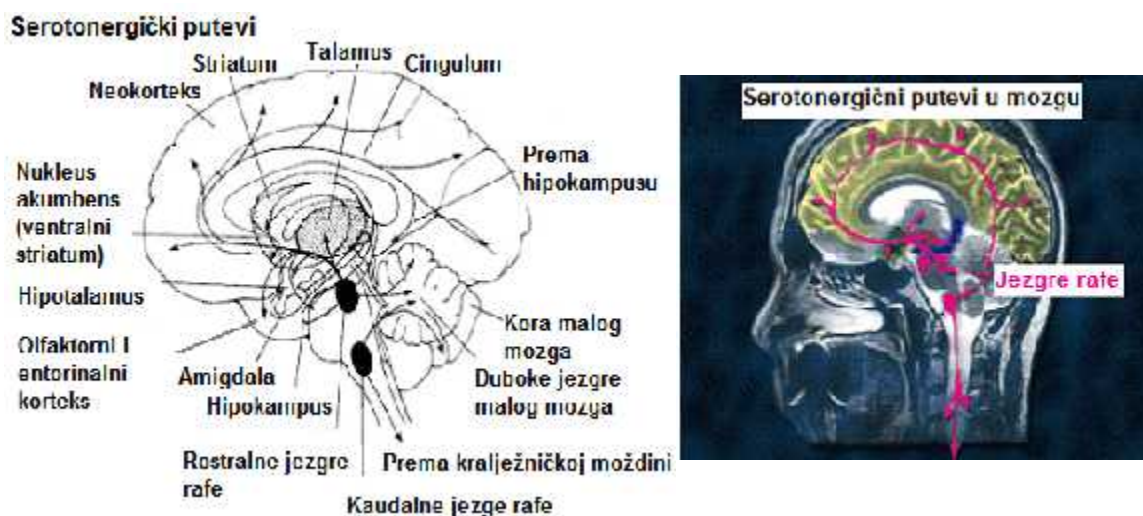 Serotonergički putevi
Talamus
Striatum
Cingulum
Neokorteks
Prema
hipokampusu
Nukleus
akumbens
(ventralni
striatum)
Hipotalamus
Olfaktorni I
entorinalni
korteks
Amigdala
Hipokampus
Kora malog
mozga
Duboke jezgre
malog mozga
Rostralne jezgre
rafe
Prema kralježničkoj moždini
Kaudalne jezge rafe
Serotonergični putevi u mozgu
Jezgre rafe